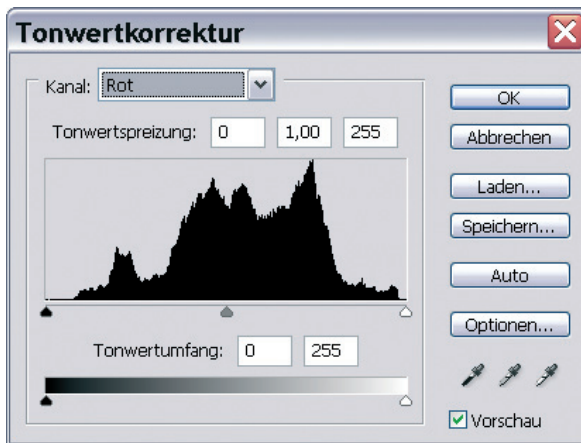 Tonwertkorrektur
Kanal: Rot
Tonwertspreizung: 0 1,00 255
Tonwertumfang: 0 255
OK
Abbrechen
Laden...
Speichern...
Auto
Optionen...
Vorschau